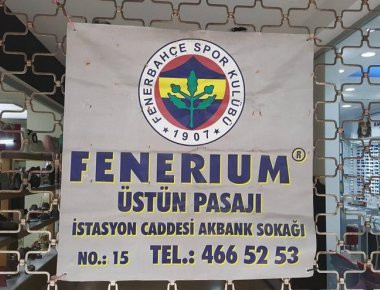 FENERBAHÇE SPOR KULÜBÜ
1907
FENERIUM®
ÜSTÜN PASAJI
İSTASYON CADDESİ AKBANK SOKAĞI
NO.: 15 TEL.: 466 52 53